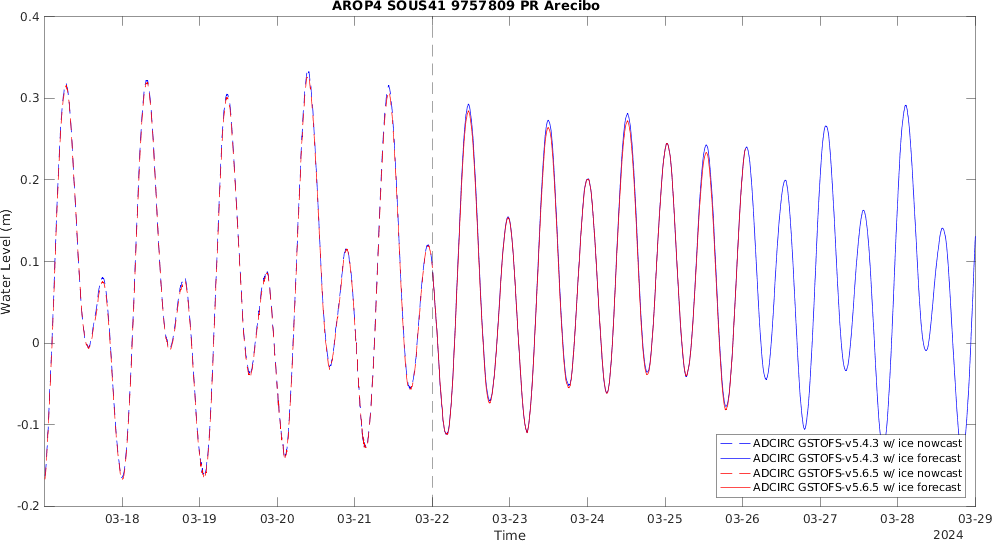 AROP4 SOUS41 9757809 PR Arecibo
0.4
0.3
0.2
0.1
0
-0.1
-0.2
Water Level (m)
ADCIRC GSTOFS-v5.4.3 w/ ice nowcast
ADCIRC GSTOFS-v5.4.3 w/ ice forecast
ADCIRC GSTOFS-v5.6.5 w/ ice nowcast
ADCIRC GSTOFS-v5.6.5 w/ ice forecast
03-18 03-19 03-20 03-21 03-22 03-23 03-24 03-25 03-26 03-27 03-28 03-29
Time
2024